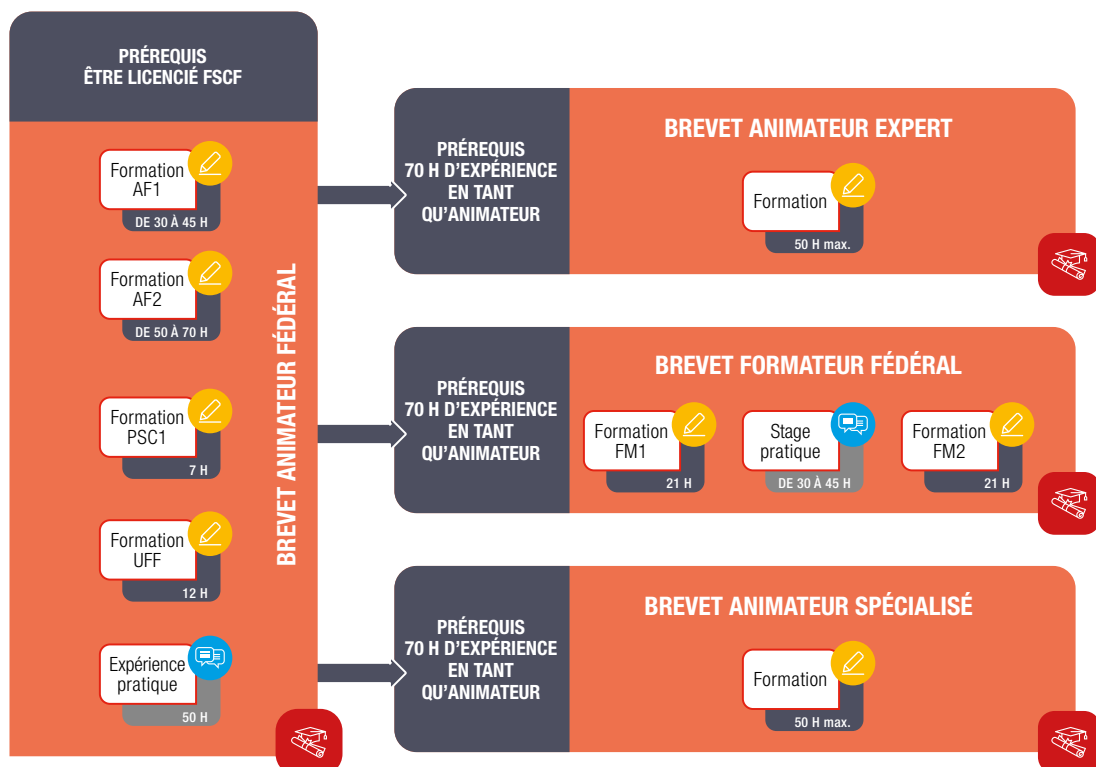 PRÉREQUIS
ÊTRE LICENCIÉ FSCF
Formation
AF1
DE 30 À 45 H
Formation
AF2
DE 50 À 70 H
Formation
PSC1
7 H
Formation
UFF
12 H
Expérience
pratique
50 H
BREVET ANIMATEUR FÉDÉRAL
PRÉREQUIS
70 H D'EXPÉRIENCE
EN TANT
QU'ANIMATEUR
BREVET ANIMATEUR EXPERT
Formation
50 H max.
PRÉREQUIS
70 H D'EXPÉRIENCE
EN TANT
QU'ANIMATEUR
BREVET FORMATEUR FÉDÉRAL
Formation
FM1
21 H
Stage
pratique
DE 30 À 45 H
Formation
FM2
21 H
PRÉREQUIS
70 H D'EXPÉRIENCE
EN TANT
QU'ANIMATEUR
BREVET ANIMATEUR SPÉCIALISÉ
Formation
50 H max.